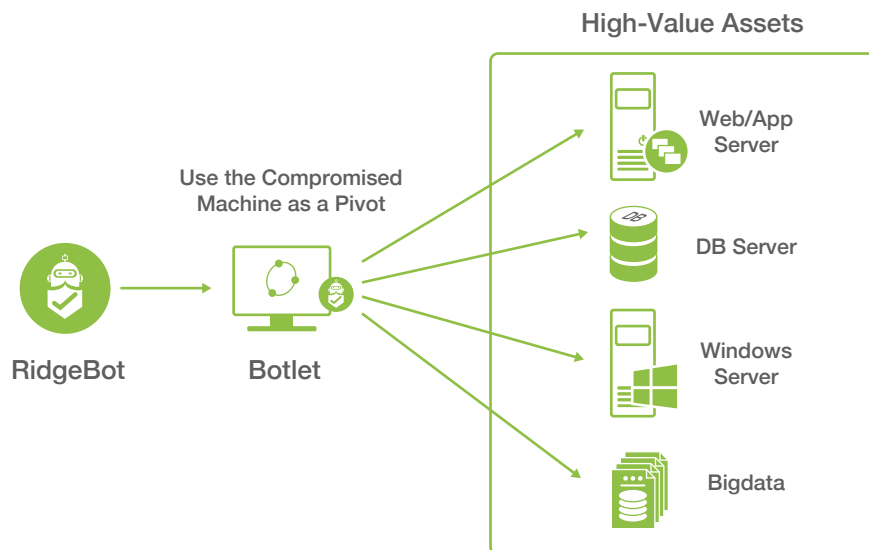 High-Value Assets
Use the Compromised
Machine as a Pivot
RidgeBot
Botlet
Web/App
Server
DB
DB Server
Windows
Server
Bigdata